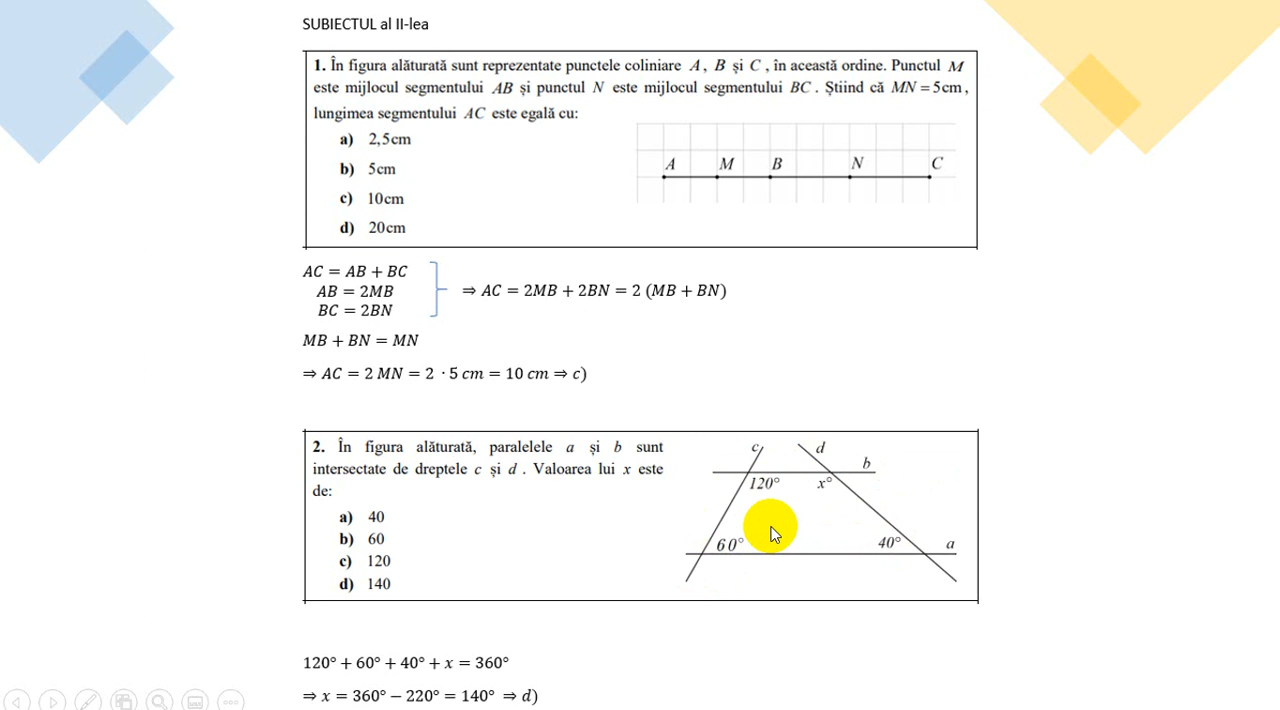 SUBIECTUL al II-lea
1. În figura alăturată sunt reprezentate punctele coliniare A, B și C, în această ordine. Punctul M
este mijlocul segmentului AB și punctul N este mijlocul segmentului BC. Știind că MN = 5cm,
lungimea segmentului AC este egală cu:
a) 2,5cm
b) 5cm
c) 10cm
d) 20cm
A M B N C
AC = AB + BC
AB = 2MB
BC = 2BN
⇒ AC = 2MB + 2BN = 2 (MB + BN)
MB + BN = MN
⇒ AC = 2 MN = 2 · 5 cm = 10 cm ⇒ c)
2. În figura alăturată, paralelele a și b sunt
intersectate de dreptele c și d. Valoarea lui x este
de:
a) 40
b) 60
c) 120
d) 140
c d
b
120° x°
60° 40° a
120° + 60° + 40° + x = 360°
⇒ x = 360° − 220° = 140° ⇒ d)